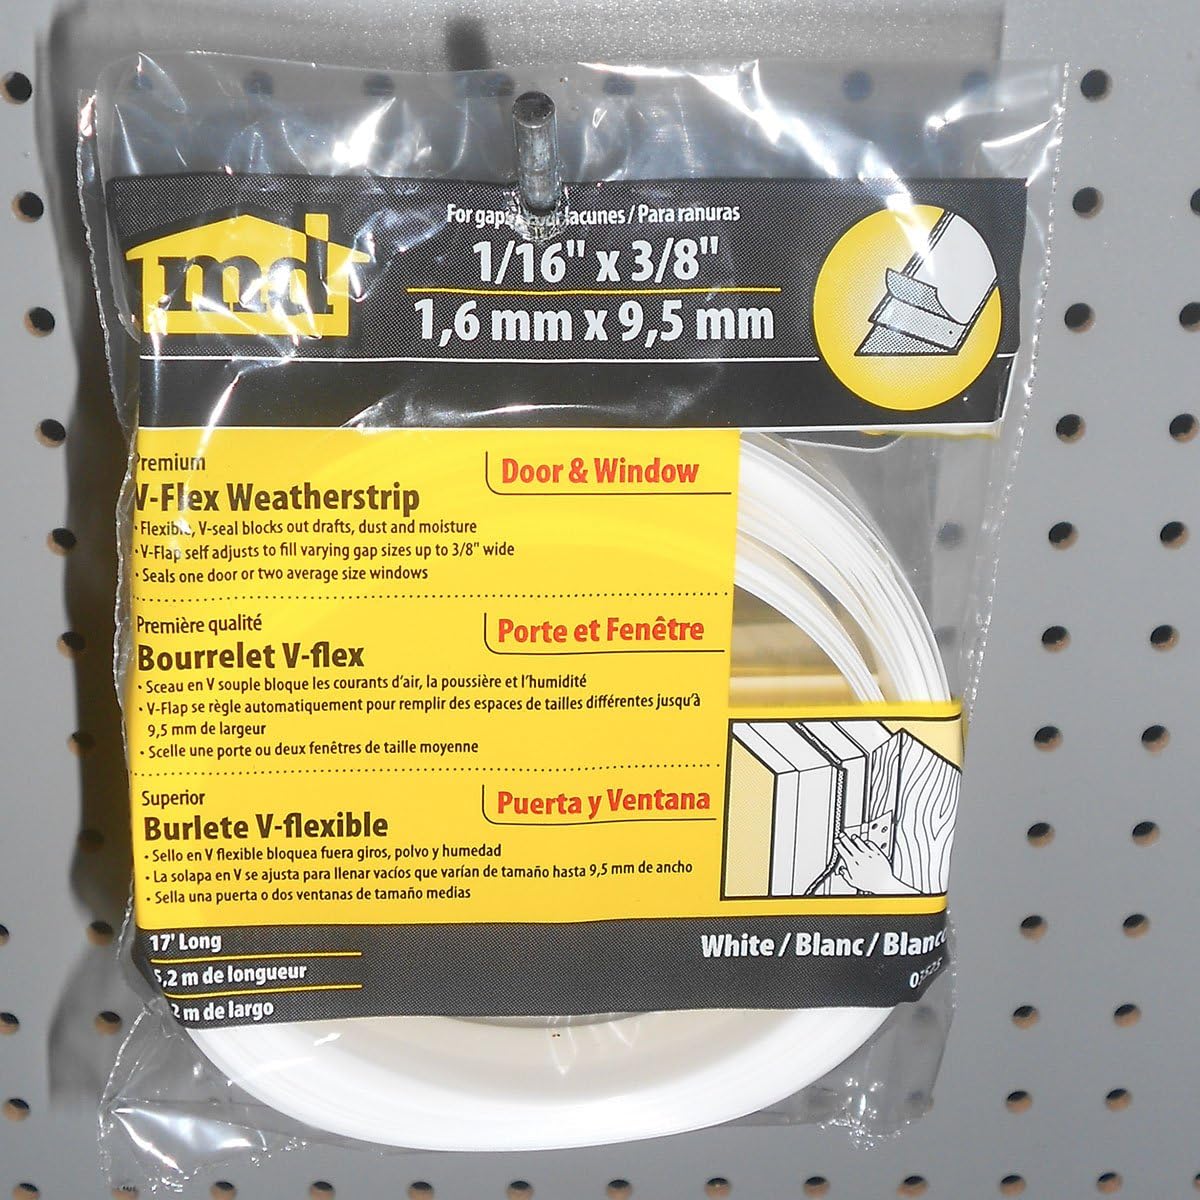 md
For gaps / lacunes / Para ranuras
1/16" x 3/8"
1,6 mm x 9,5 mm
Premium
V-Flex Weatherstrip
Door & Window
• Flexible, V-seal blocks out drafts, dust and moisture
• V-Flap self adjusts to fill varying gap sizes up to 3/8" wide
• Seals one door or two average size windows
Première qualité
Bourrelet V-flex
Porte et Fenêtre
• Sceau en V souple bloque les courants d'air, la poussière et l'humidité
• V-Flap se règle automatiquement pour remplir des espaces de tailles différentes jusqu'à
9,5 mm de largeur
• Scelle une porte ou deux fenêtres de taille moyenne
Superior
Burlete V-flexible
Puerta y Ventana
• Sello en V flexible bloquea fuera giros, polvo y humedad
• La solapa en V se ajusta para llenar vacíos que varían de tamaño hasta 9,5 mm de ancho
• Sella una puerta o dos ventanas de tamaño medias
17' Long
5,2 m de longueur
2 m de largo
White / Blanc / Blanco